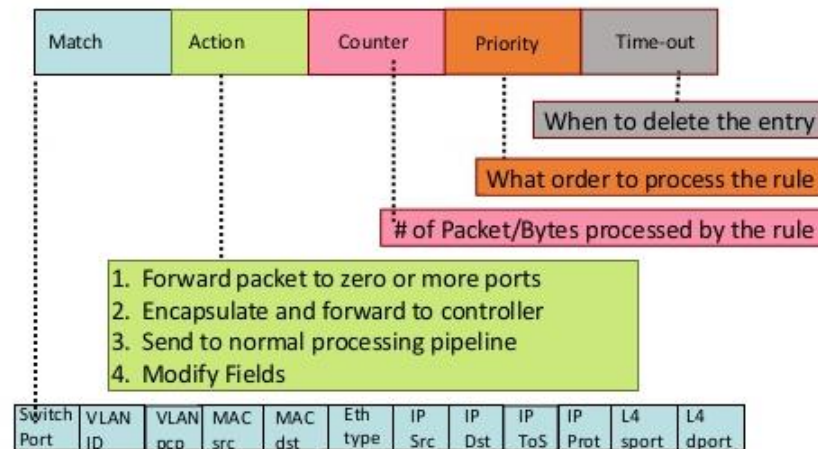 Match Action Counter Priority Time-out
When to delete the entry
What order to process the rule
# of Packet/Bytes processed by the rule
1. Forward packet to zero or more ports
2. Encapsulate and forward to controller
3. Send to normal processing pipeline
4. Modify Fields
Switch VLAN VLAN MAC MAC Eth IP IP IP IP L4 L4
Port ID pcp src dst type Src Dst ToS Prot sport dport